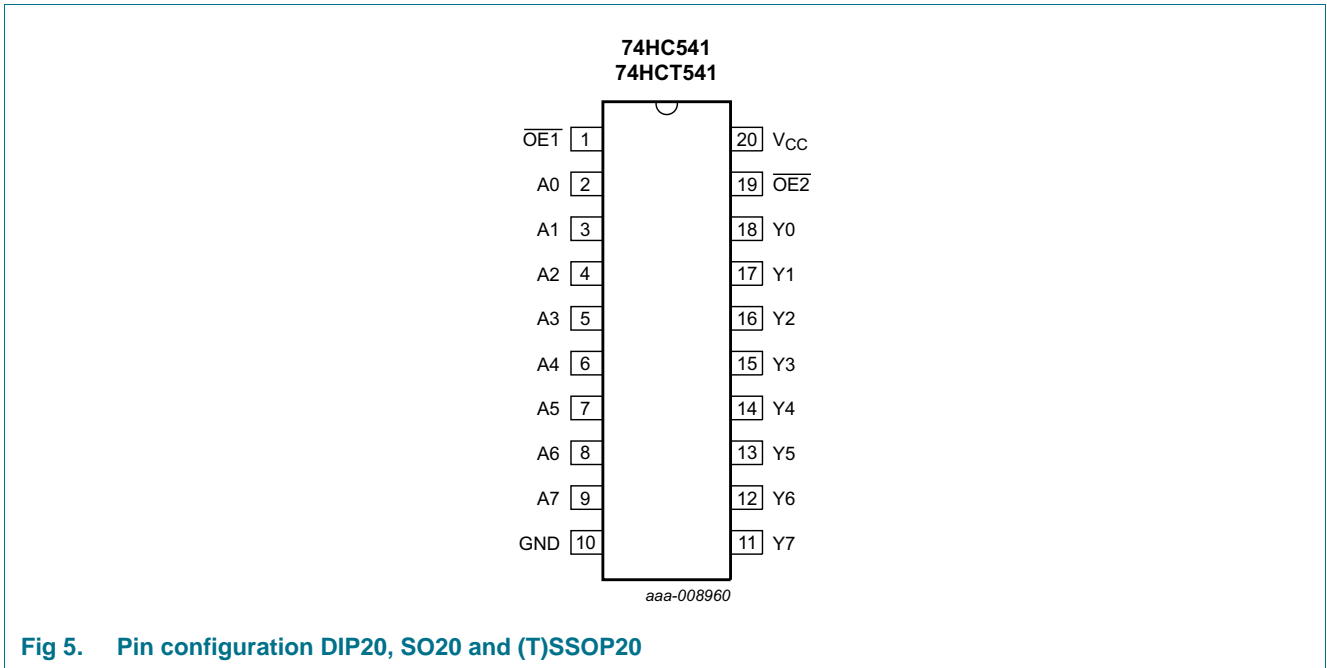 74HC541
74HCT541
OE1 1 20 VCC
A0 2 19 OE2
A1 3 18 Y0
A2 4 17 Y1
A3 5 16 Y2
A4 6 15 Y3
A5 7 14 Y4
A6 8 13 Y5
A7 9 12 Y6
GND 10 11 Y7
aaa-008960
Fig 5. Pin configuration DIP20, SO20 and (T)SSOP20